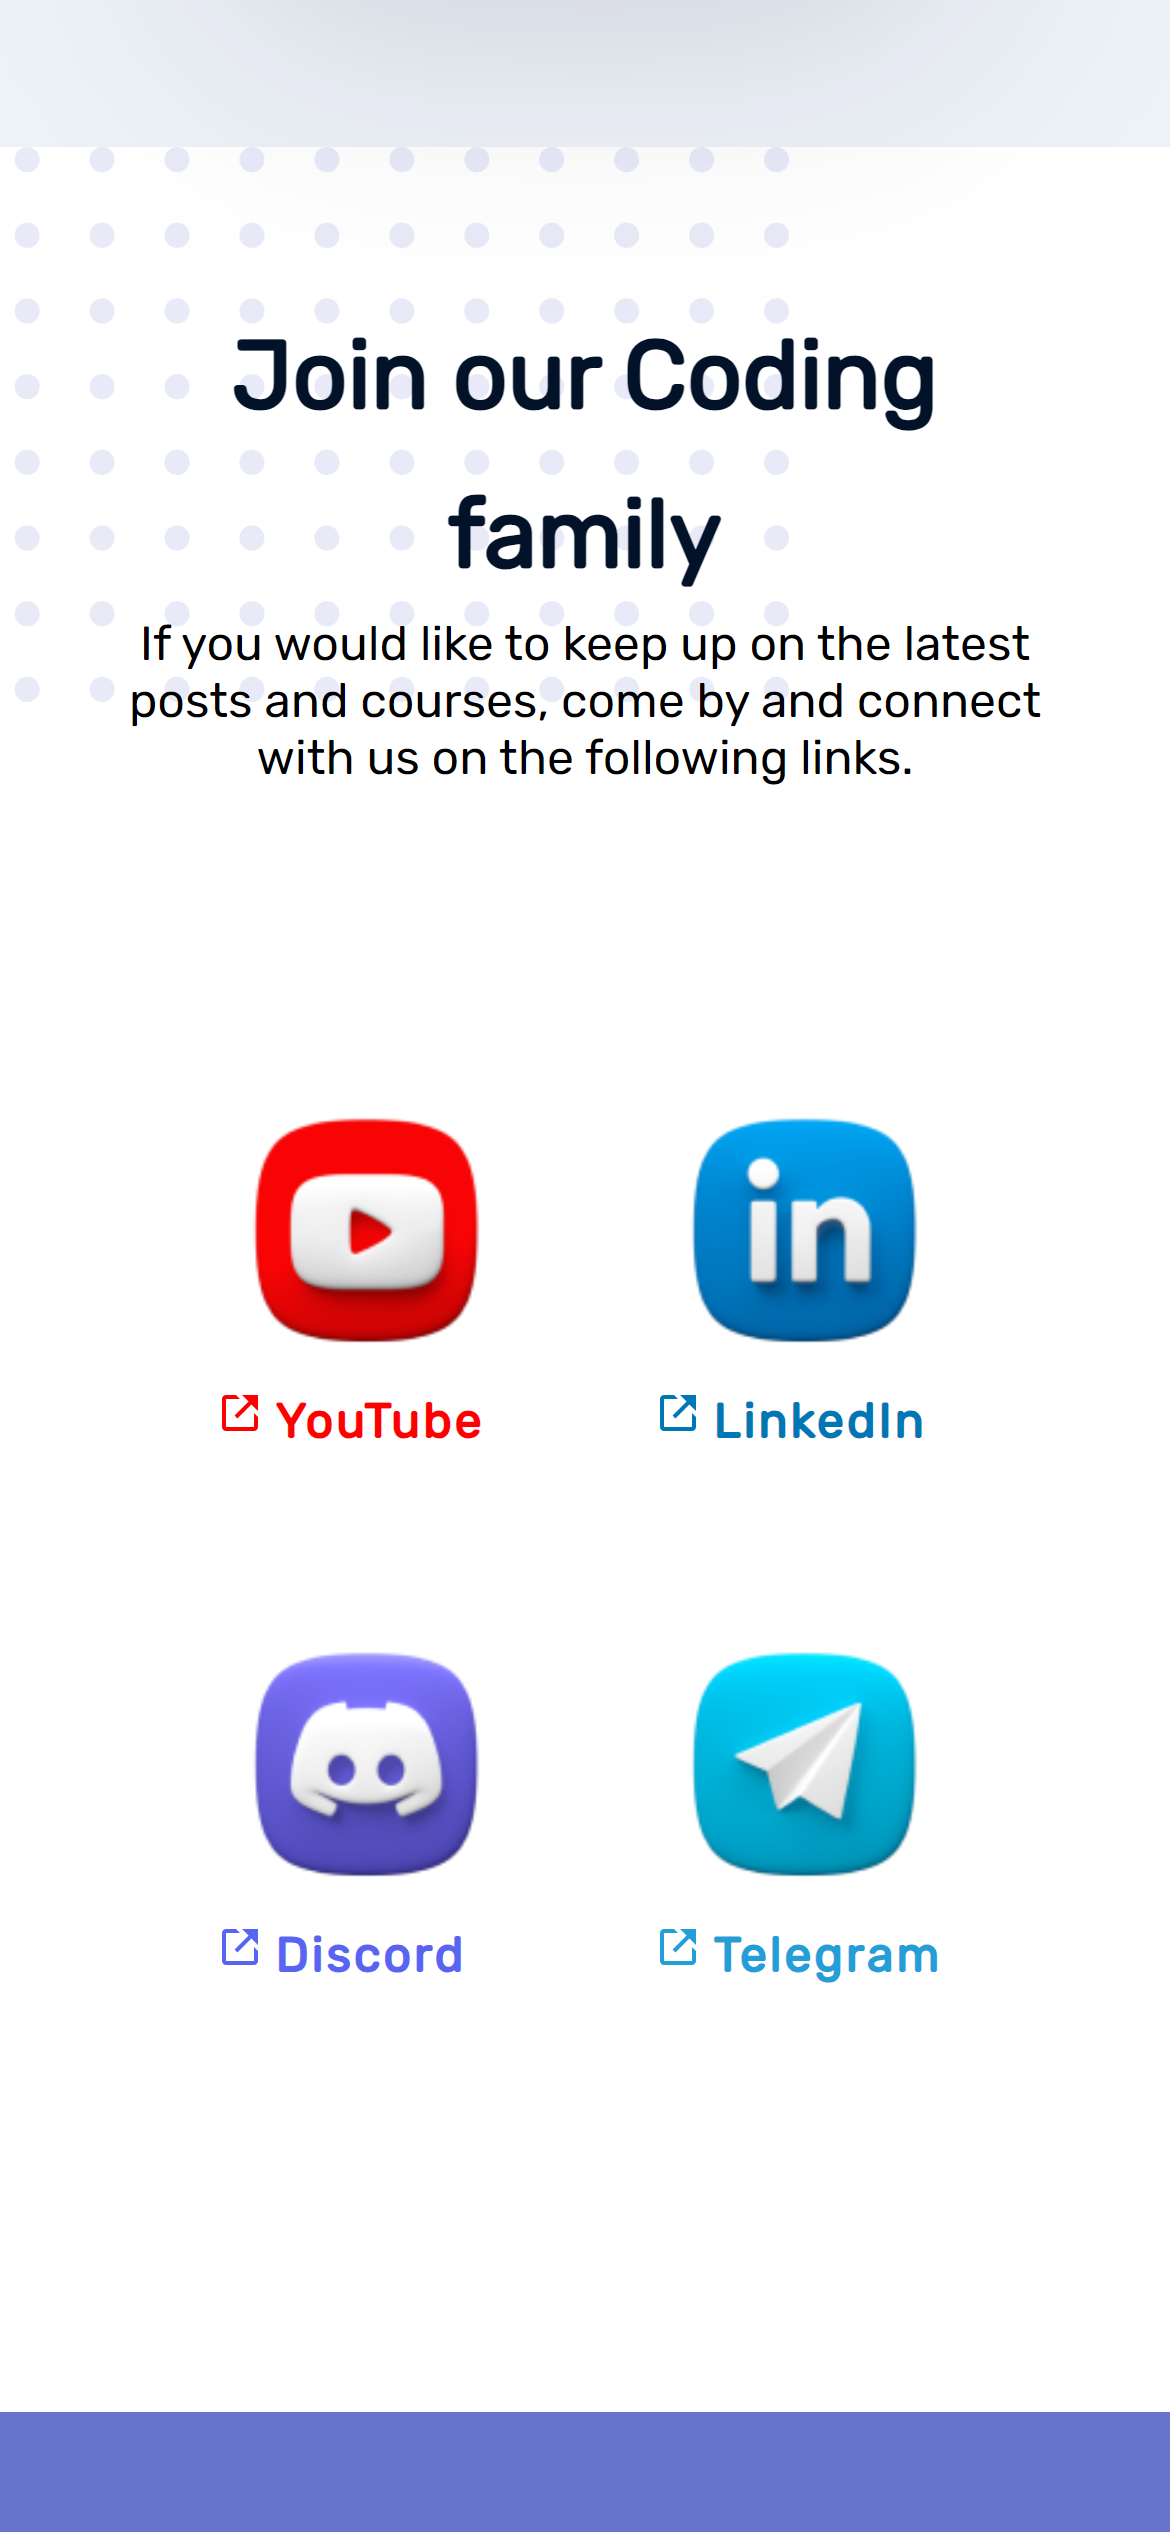 Join our Coding
family
If you would like to keep up on the latest
posts and courses, come by and connect
with us on the following links.
in
YouTube
LinkedIn
Discord
Telegram